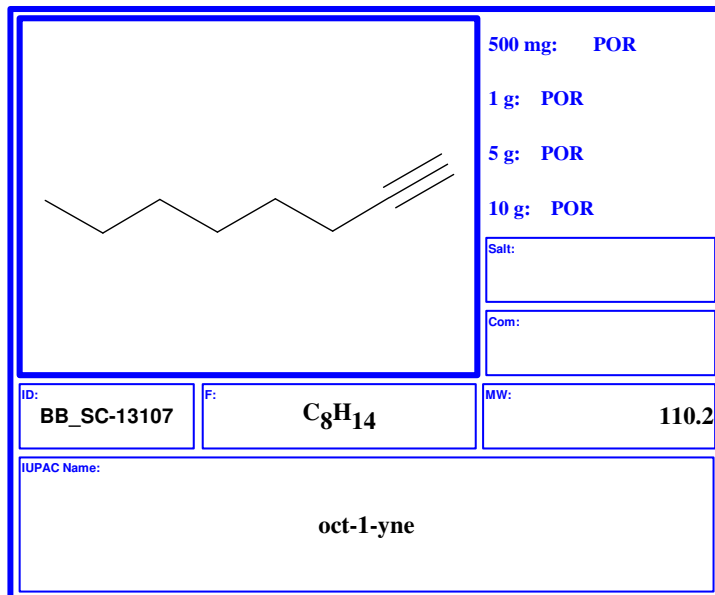 500 mg: POR
1 g: POR
5 g: POR
10 g: POR
Salt:
Com:
ID:
BB_SC-13107
F:
C8H14
MW:
110.2
IUPAC Name:
oct-1-yne